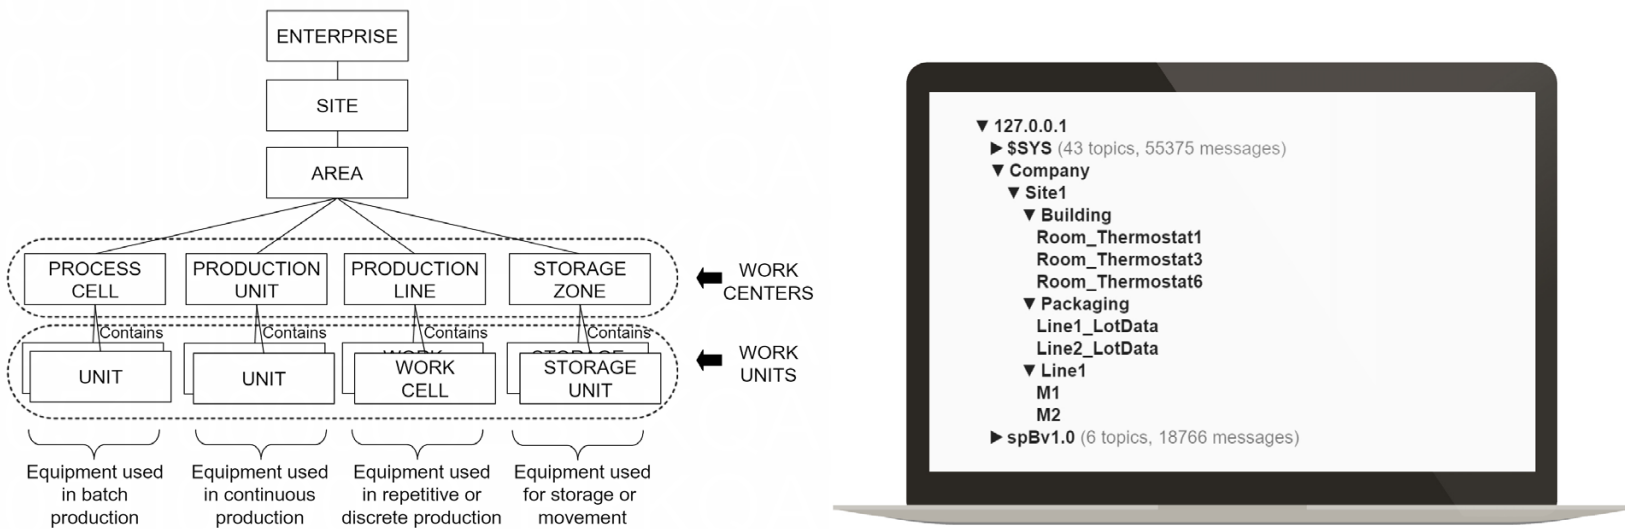 ENTERPRISE
SITE
AREA
PROCESS
CELL
PRODUCTION
UNIT
PRODUCTION
LINE
STORAGE
ZONE
WORK
CENTERS
Contains
Contains
Contains
Contains
UNIT
UNIT
WORK
WORK
CELL
STORAGE
STORAGE
UNIT
WORK
UNITS
Equipment used
in batch
production
Equipment used
in continuous
production
Equipment used
in repetitive or
discrete production
Equipment used
for storage or
movement
▼ 127.0.0.1
▶ $SYS (43 topics, 55375 messages)
▼ Company
▼ Site1
▼ Building
Room_Thermostat1
Room_Thermostat3
Room_Thermostat6
▼ Packaging
Line1_LotData
Line2_LotData
▼ Line1
M1
M2
▶ spBv1.0 (6 topics, 18766 messages)